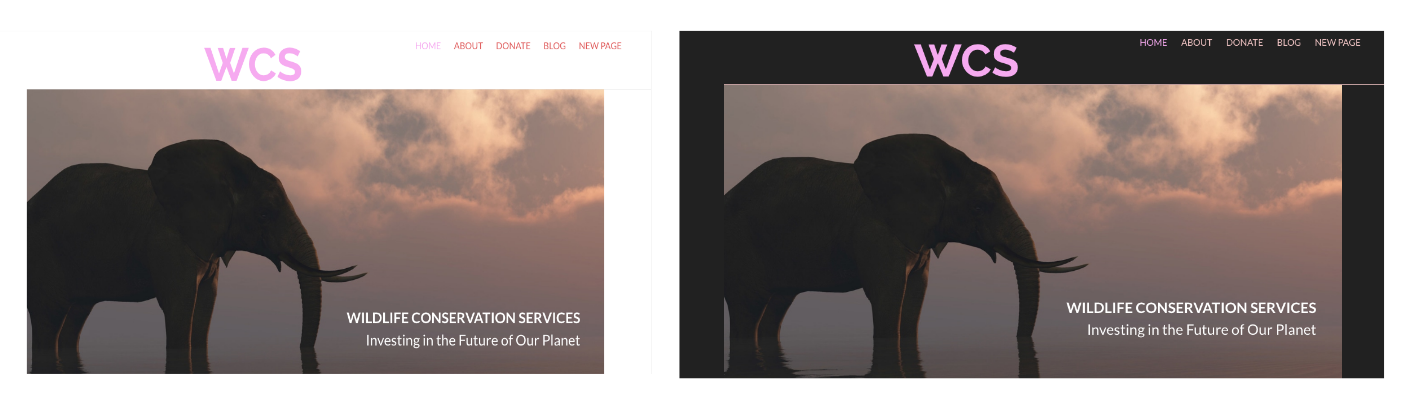 WCS
HOME ABOUT DONATE BLOG NEW PAGE
WILDLIFE CONSERVATION SERVICES
Investing in the Future of Our Planet
WCS
HOME ABOUT DONATE BLOG NEW PAGE
WILDLIFE CONSERVATION SERVICES
Investing in the Future of Our Planet